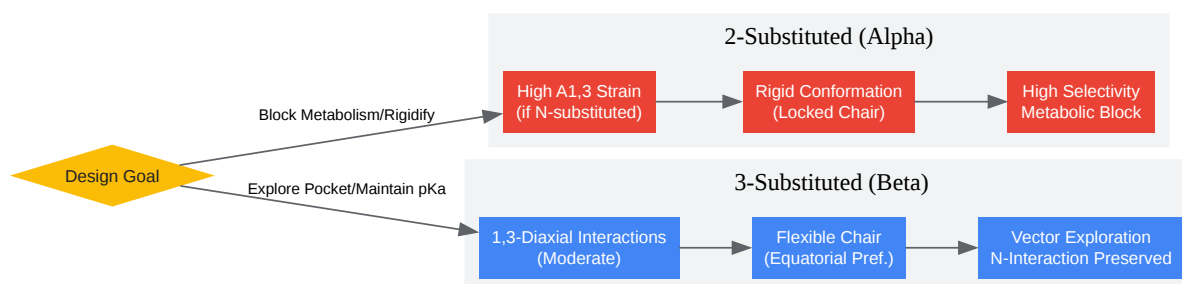 2-Substituted (Alpha)
High A1,3 Strain
(if N-substituted)
Rigid Conformation
(Locked Chair)
High Selectivity
Metabolic Block
Block Metabolism/Rigidify
Design Goal
Explore Pocket/Maintain pKa
3-Substituted (Beta)
1,3-Diaxial Interactions
(Moderate)
Flexible Chair
(Equatorial Pref.)
Vector Exploration
N-Interaction Preserved